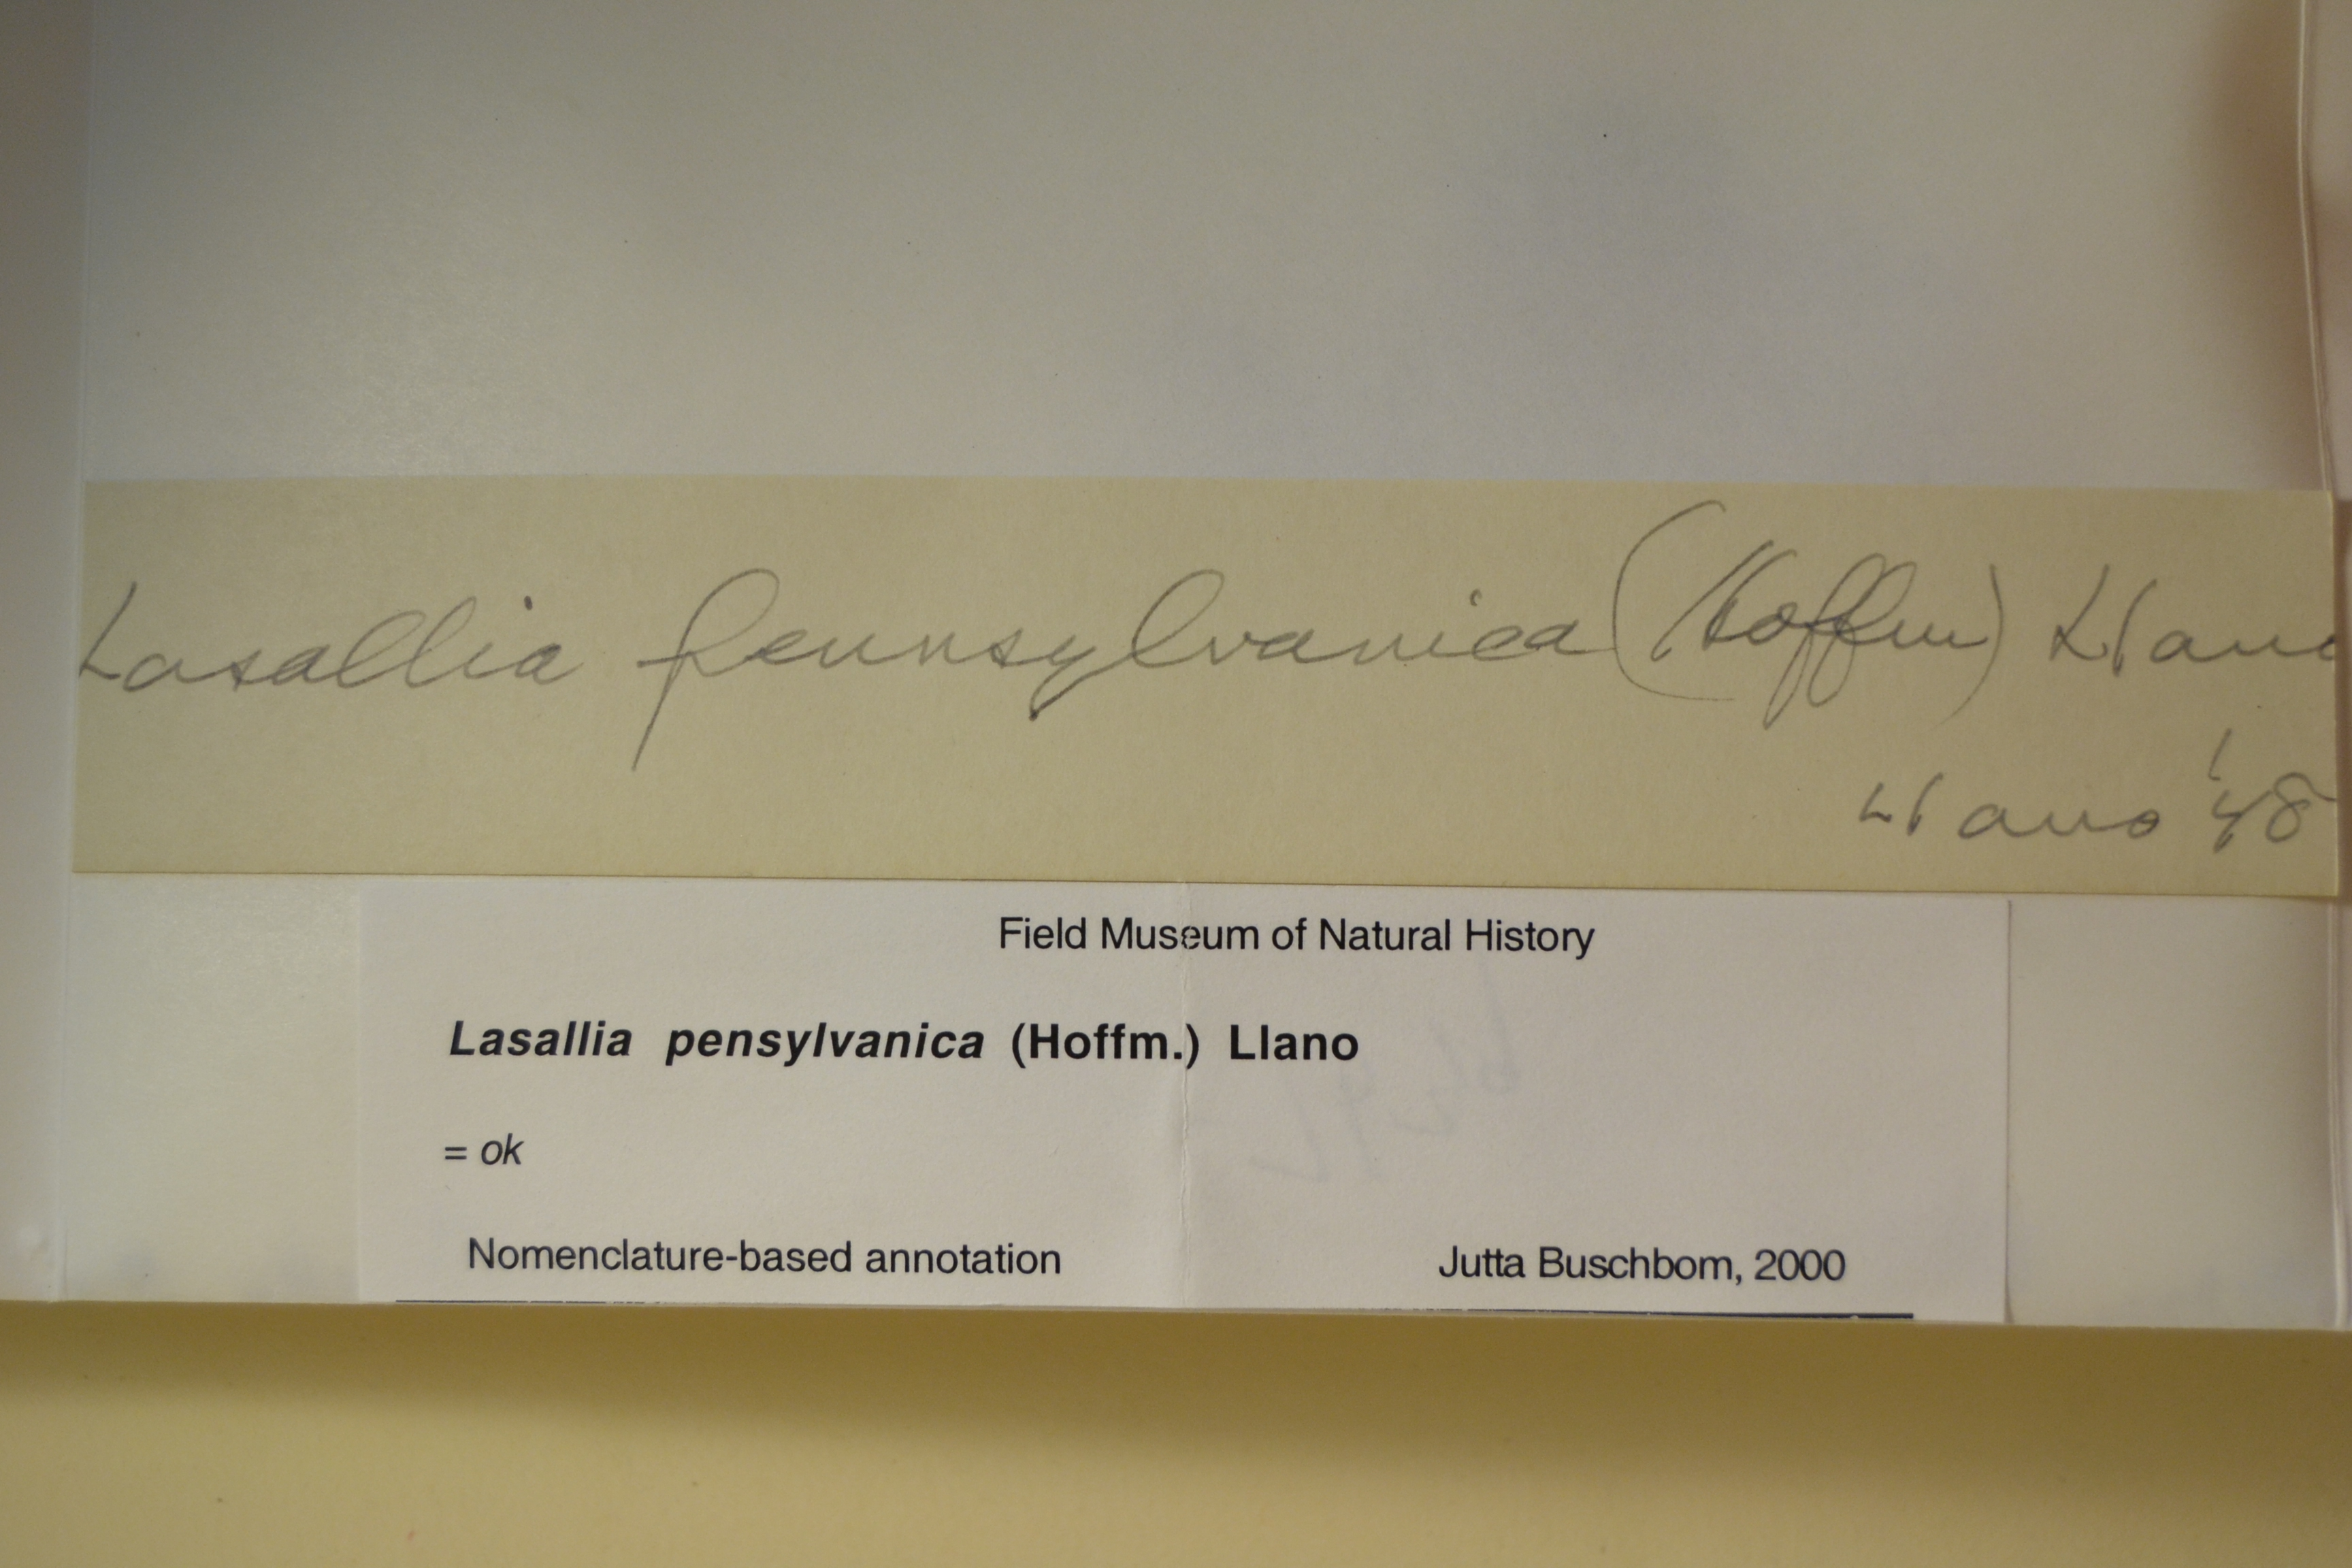 Lasallia pennsylvanica (Hoffm) Llano
Llano '48
Field Museum of Natural History
Lasallia pensylvanica (Hoffm.) Llano
= ok
Nomenclature-based annotation Jutta Buschbom, 2000